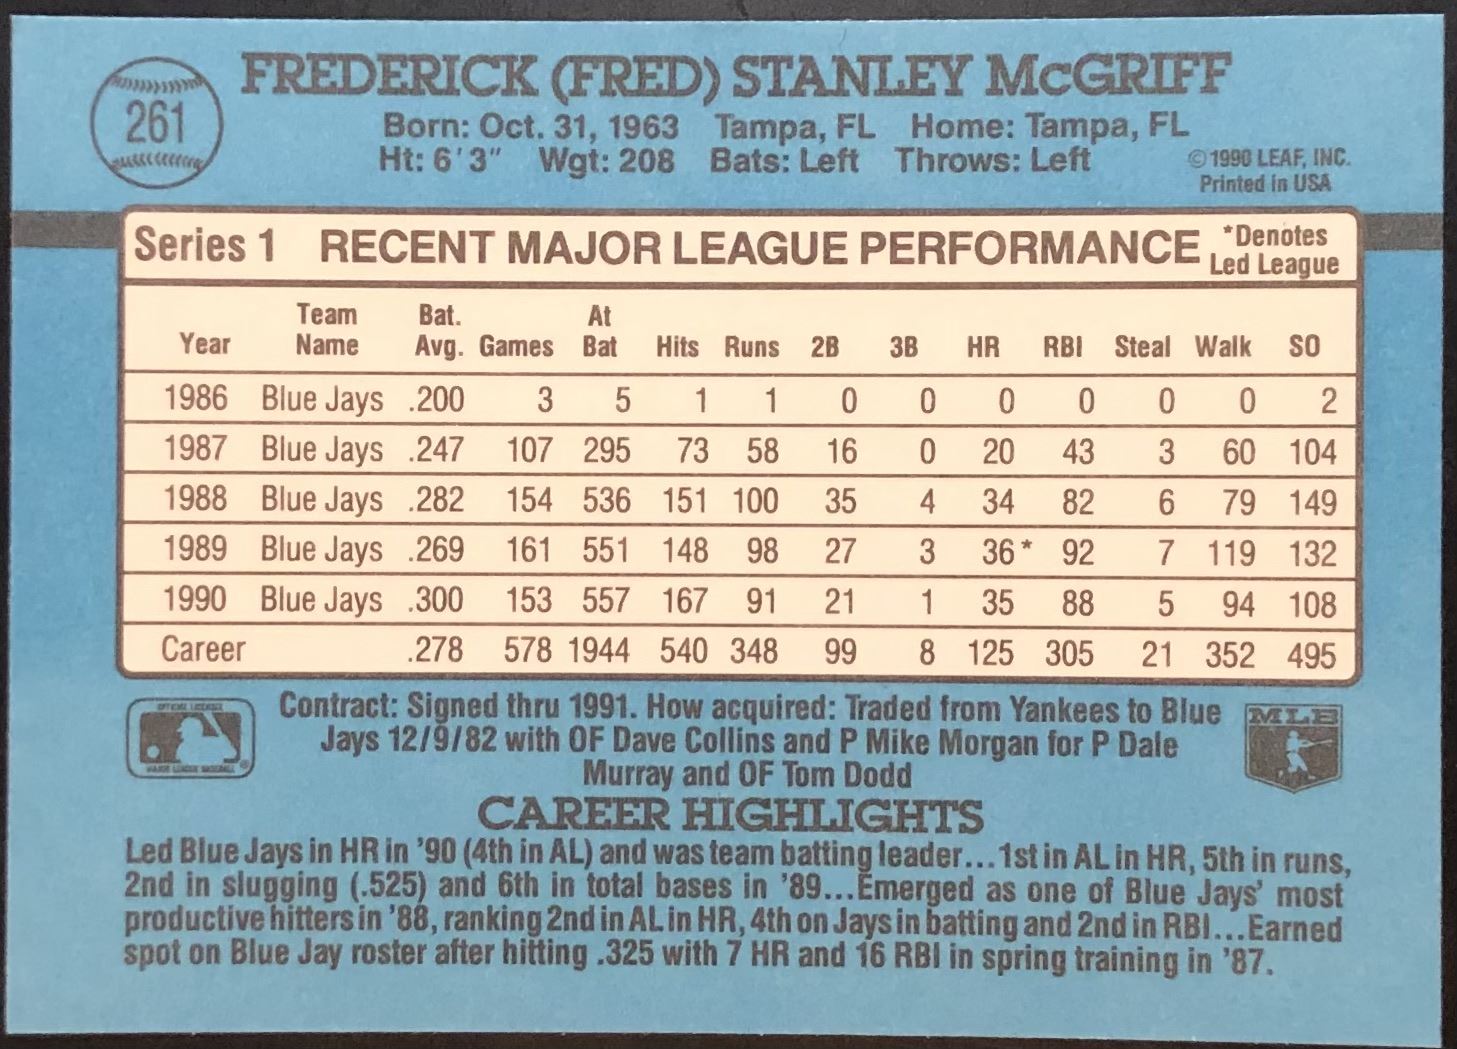 261
FREDERICK (FRED) STANLEY McGRIFF
Born: Oct. 31, 1963 Tampa, FL Home: Tampa, FL
Ht: 6'3" Wgt: 208 Bats: Left Throws: Left
©1990 LEAF, INC.
Printed in USA
Series 1 RECENT MAJOR LEAGUE PERFORMANCE *Denotes Led League
Year Team Name Bat. Avg. Games At Bat Hits Runs 2B 3B HR RBI Steal Walk SO
1986 Blue Jays .200 3 5 1 1 0 0 0 0 0 0 2
1987 Blue Jays .247 107 295 73 58 16 0 20 43 3 60 104
1988 Blue Jays .282 154 536 151 100 35 4 34 82 6 79 149
1989 Blue Jays .269 161 551 148 98 27 3 36* 92 7 119 132
1990 Blue Jays .300 153 557 167 91 21 1 35 88 5 94 108
Career .278 578 1944 540 348 99 8 125 305 21 352 495
Contract: Signed thru 1991. How acquired: Traded from Yankees to Blue
Jays 12/9/82 with OF Dave Collins and P Mike Morgan for P Dale
Murray and OF Tom Dodd
OFFICIAL LICENSEE
MAJOR LEAGUE BASEBALL
®
MLB
CAREER HIGHLIGHTS
Led Blue Jays in HR in '90 (4th in AL) and was team batting leader...1st in AL in HR, 5th in runs,
2nd in slugging (.525) and 6th in total bases in '89...Emerged as one of Blue Jays' most
productive hitters in '88, ranking 2nd in AL in HR, 4th on Jays in batting and 2nd in RBI...Earned
spot on Blue Jay roster after hitting .325 with 7 HR and 16 RBI in spring training in '87.